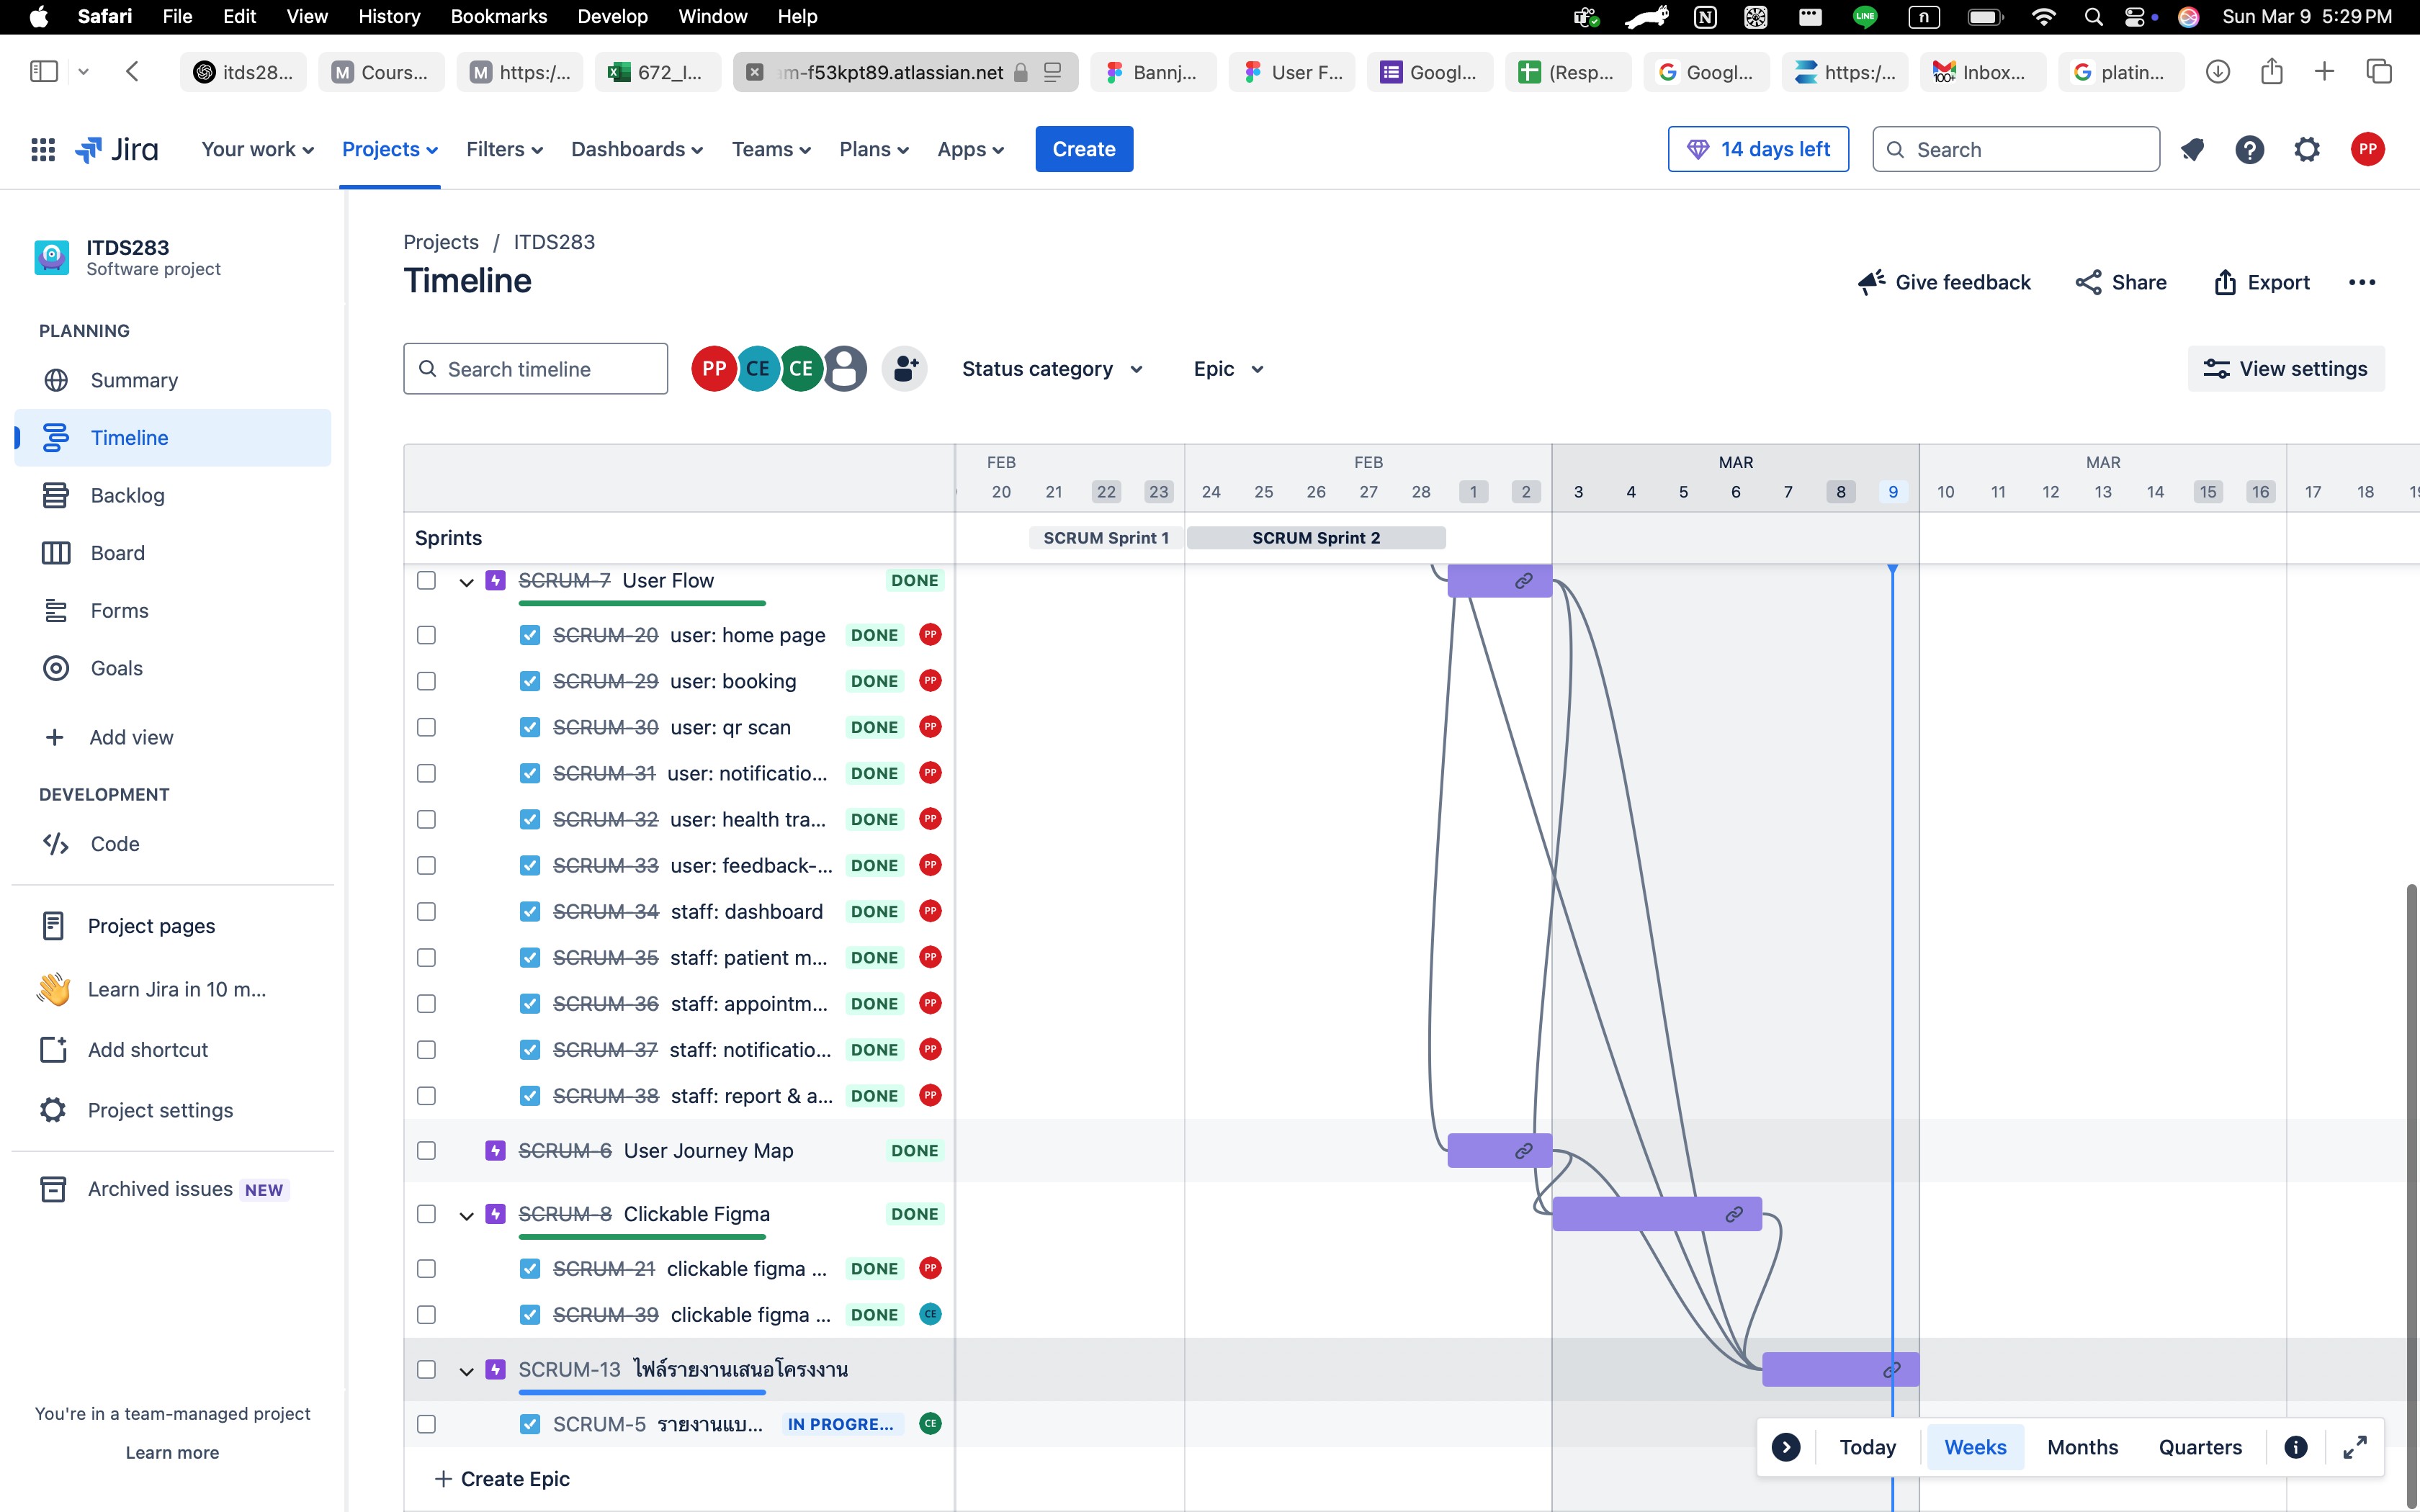 Safari File Edit View History Bookmarks Develop Window Help Sun Mar 9 5:29 PM
itds28... Cours... https:/... 672_I... m-f53kpt89.atlassian.net Bannj... User F... Googl... (Resp... Googl... https:/... Inbox... platin...
Jira Your work Projects Filters Dashboards Teams Plans Apps Create 14 days left Search PP
ITDS283
Software project
PLANNING
Summary
Timeline
Backlog
Board
Forms
Goals
Add view
DEVELOPMENT
Code
Project pages
Learn Jira in 10 m...
Add shortcut
Project settings
Archived issues NEW
You're in a team-managed project
Learn more
Projects / ITDS283
Timeline
Give feedback Share Export
Search timeline PP CE CE Status category Epic View settings
FEB FEB MAR MAR
20 21 22 23 24 25 26 27 28 1 2 3 4 5 6 7 8 9 10 11 12 13 14 15 16 17 18
Sprints SCRUM Sprint 1 SCRUM Sprint 2
SCRUM-7 User Flow DONE
SCRUM-20 user: home page DONE PP
SCRUM-29 user: booking DONE PP
SCRUM-30 user: qr scan DONE PP
SCRUM-31 user: notificatio... DONE PP
SCRUM-32 user: health tra... DONE PP
SCRUM-33 user: feedback-... DONE PP
SCRUM-34 staff: dashboard DONE PP
SCRUM-35 staff: patient m... DONE PP
SCRUM-36 staff: appointm... DONE PP
SCRUM-37 staff: notificatio... DONE PP
SCRUM-38 staff: report & a... DONE PP
SCRUM-6 User Journey Map DONE
SCRUM-8 Clickable Figma DONE
SCRUM-21 clickable figma ... DONE PP
SCRUM-39 clickable figma ... DONE CE
SCRUM-13 ไฟล์รายงานเสนอโครงงาน
SCRUM-5 รายงานแบ... IN PROGRE... CE
Create Epic
Today Weeks Months Quarters